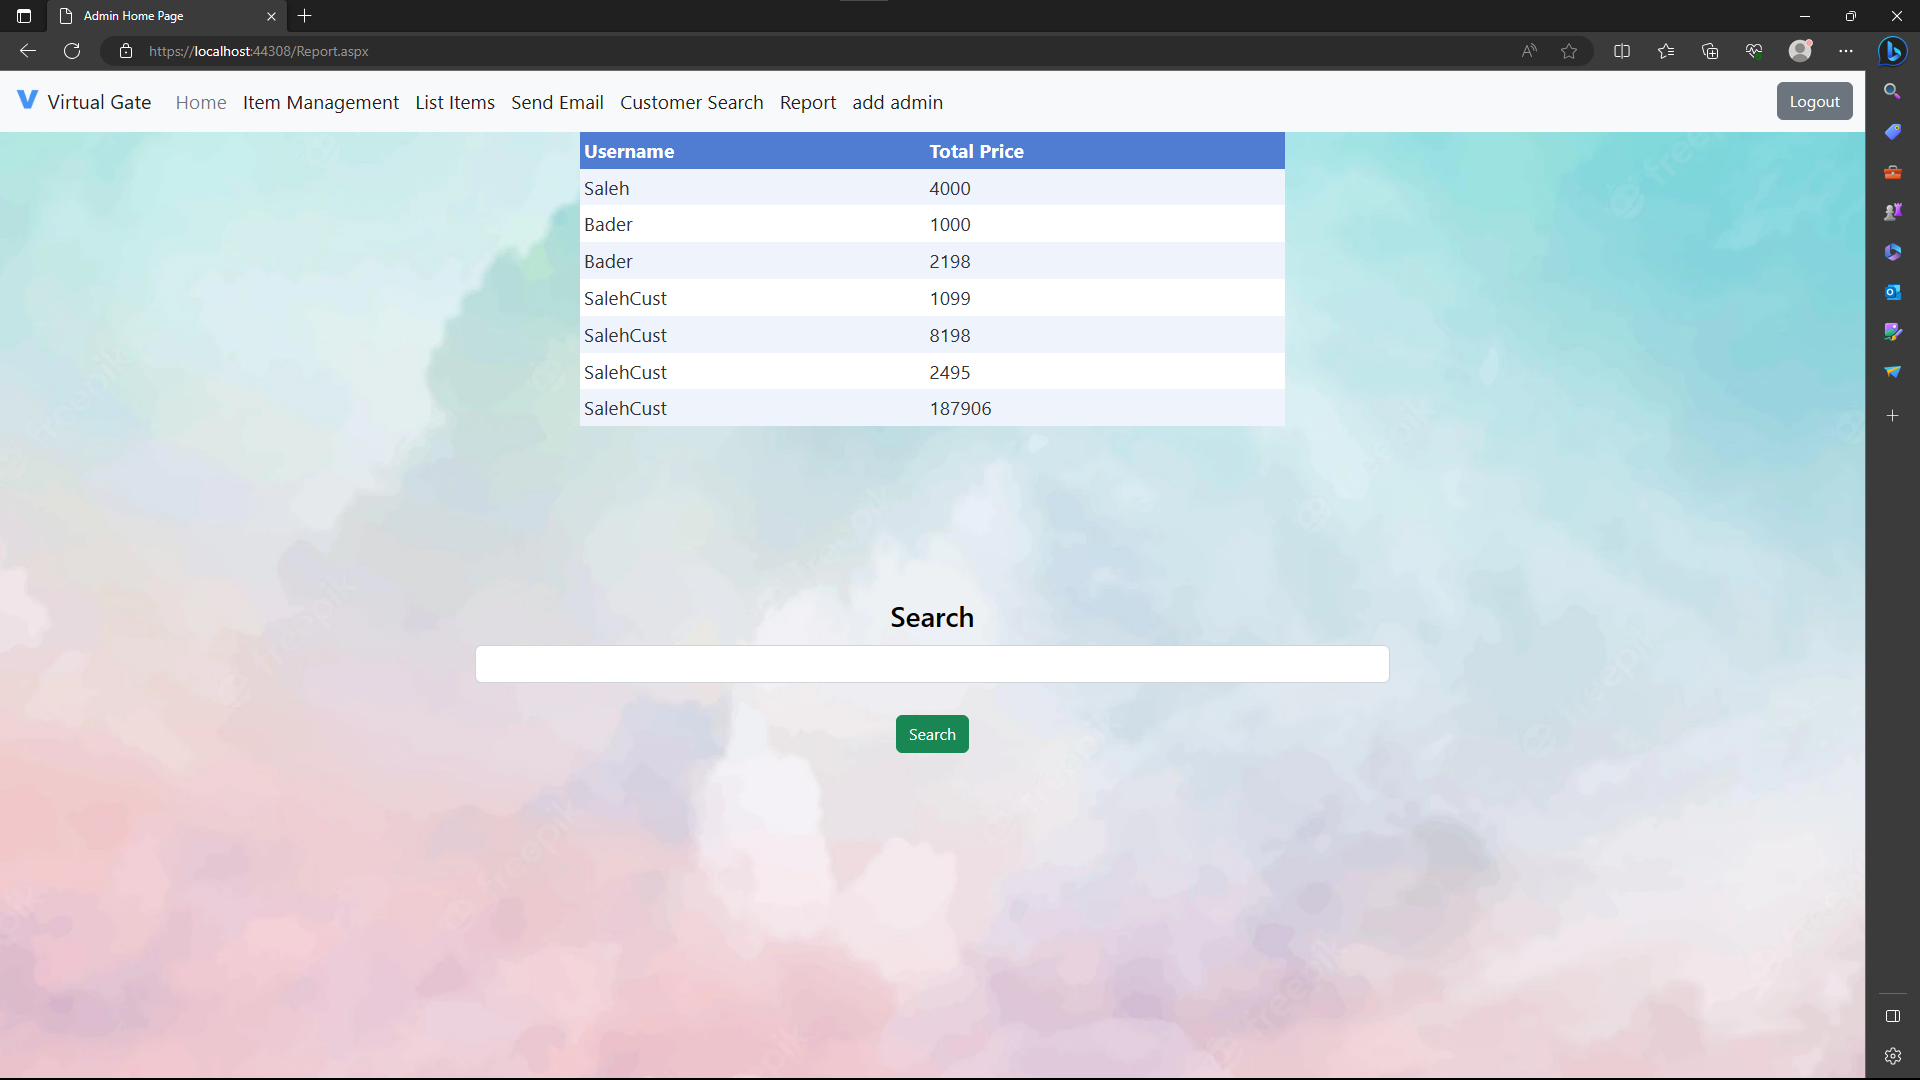 Admin Home Page
https://localhost:44308/Report.aspx
Virtual Gate Home Item Management List Items Send Email Customer Search Report add admin Logout
Username Total Price
Saleh 4000
Bader 1000
Bader 2198
SalehCust 1099
SalehCust 8198
SalehCust 2495
SalehCust 187906
Search
Search